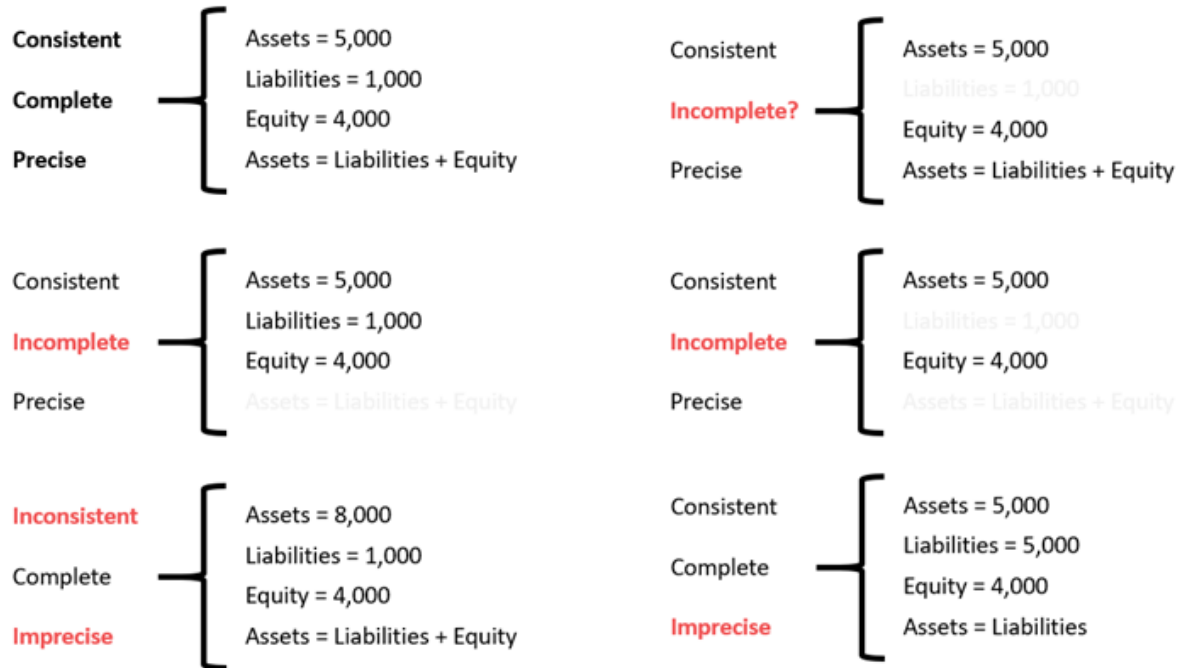 Consistent
Complete
Precise
Assets = 5,000
Liabilities = 1,000
Equity = 4,000
Assets = Liabilities + Equity
Consistent
Incomplete?
Precise
Assets = 5,000
Liabilities = 1,000
Equity = 4,000
Assets = Liabilities + Equity
Consistent
Incomplete
Precise
Assets = 5,000
Liabilities = 1,000
Equity = 4,000
Assets = Liabilities + Equity
Consistent
Incomplete
Precise
Assets = 5,000
Liabilities = 1,000
Equity = 4,000
Assets = Liabilities + Equity
Inconsistent
Complete
Imprecise
Assets = 8,000
Liabilities = 1,000
Equity = 4,000
Assets = Liabilities + Equity
Consistent
Complete
Imprecise
Assets = 5,000
Liabilities = 5,000
Equity = 4,000
Assets = Liabilities